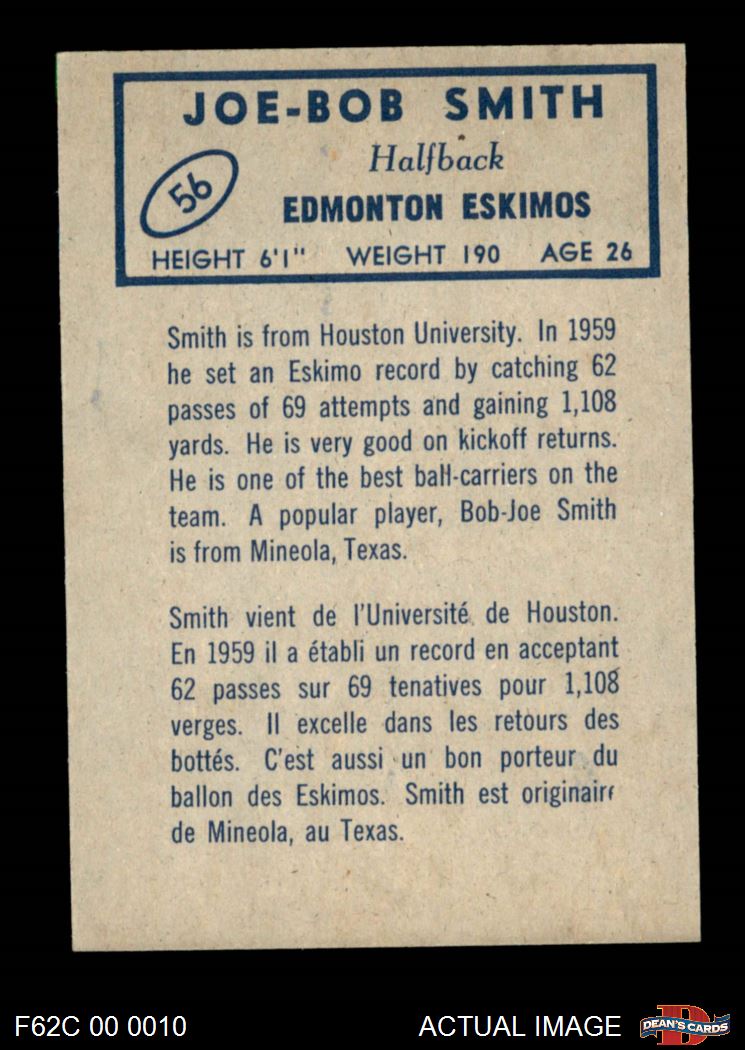 JOE-BOB SMITH
Halfback
56
EDMONTON ESKIMOS
HEIGHT 6'1" WEIGHT 190 AGE 26
Smith is from Houston University. In 1959
he set an Eskimo record by catching 62
passes of 69 attempts and gaining 1,108
yards. He is very good on kickoff returns.
He is one of the best ball-carriers on the
team. A popular player, Bob-Joe Smith
is from Mineola, Texas.
Smith vient de l'Université de Houston.
En 1959 il a établi un record en acceptant
62 passes sur 69 tenatives pour 1,108
verges. Il excelle dans les retours des
bottés. C'est aussi un bon porteur du
ballon des Eskimos. Smith est originaire
de Mineola, au Texas.
F62C 00 0010 ACTUAL IMAGE
D
DEAN'S CARDS